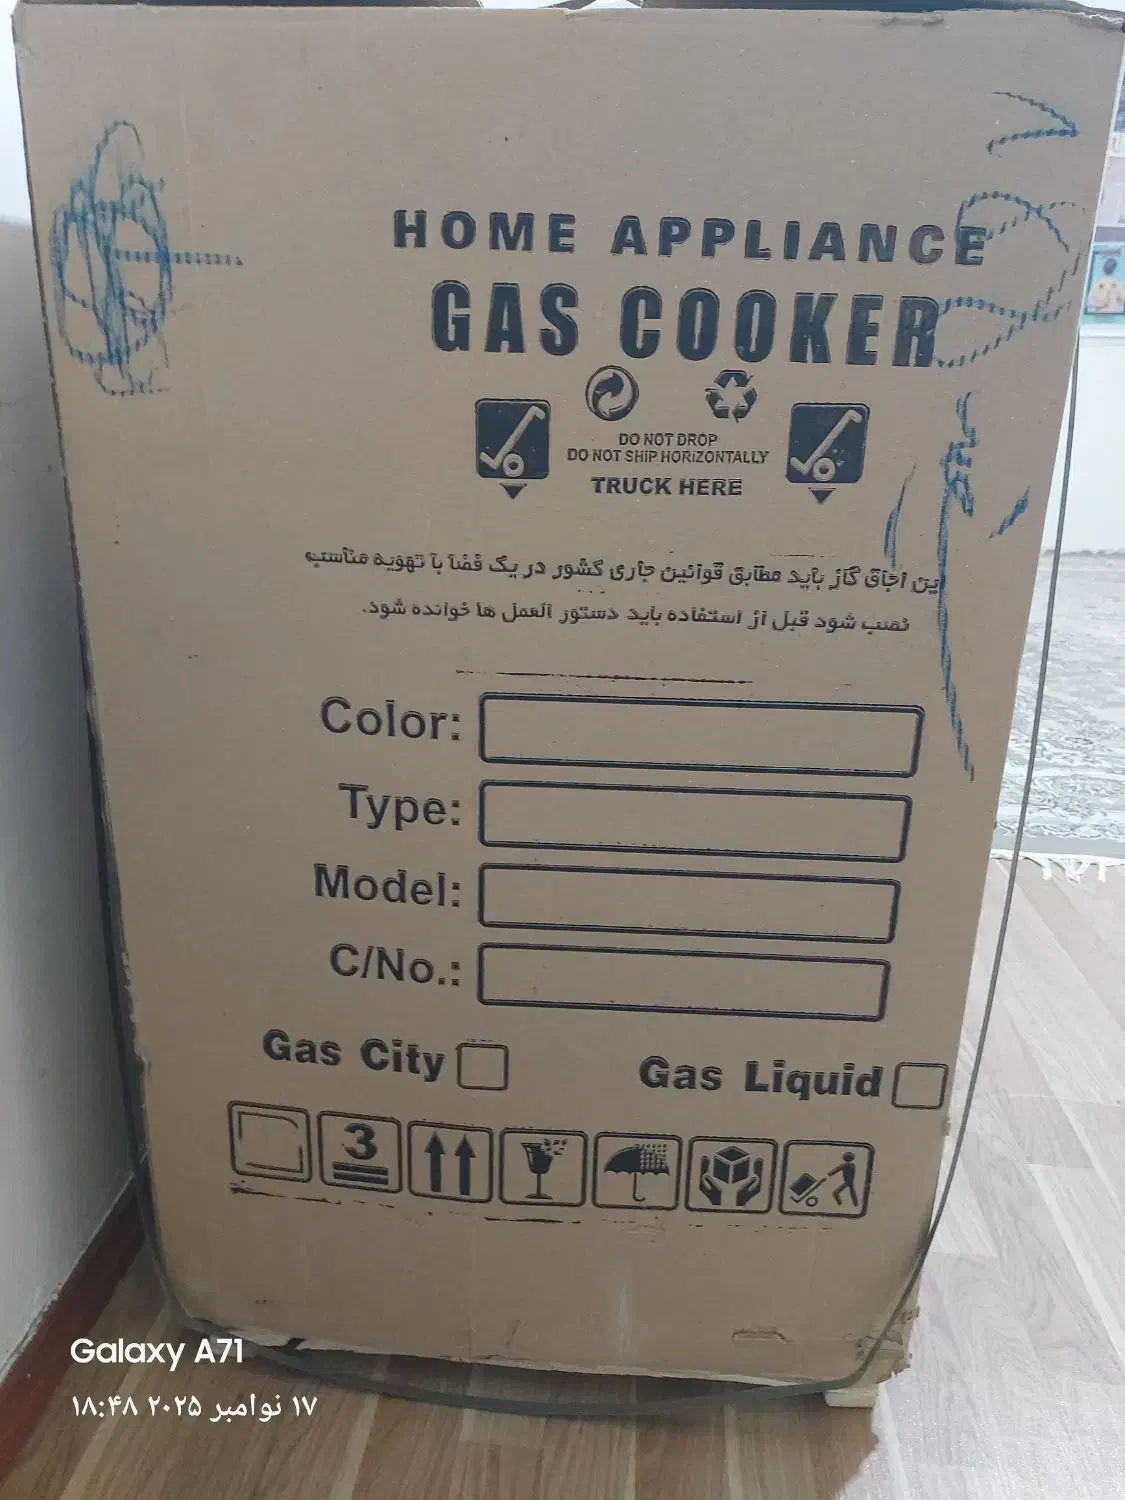 HOME APPLIANCE
GAS COOKER
DO NOT DROP
DO NOT SHIP HORIZONTALLY
TRUCK HERE
این اجاق گاز باید مطابق قوانین جاری کشور در یک فضا با تهویه مناسب
نصب شود قبل از استفاده باید دستور العمل ها خوانده شود.
Color:
Type:
Model:
C/No.:
Gas City
Gas Liquid
3
Galaxy A71
۱۷ نوامبر ۲۰۲۵ ۱۸:۴۸